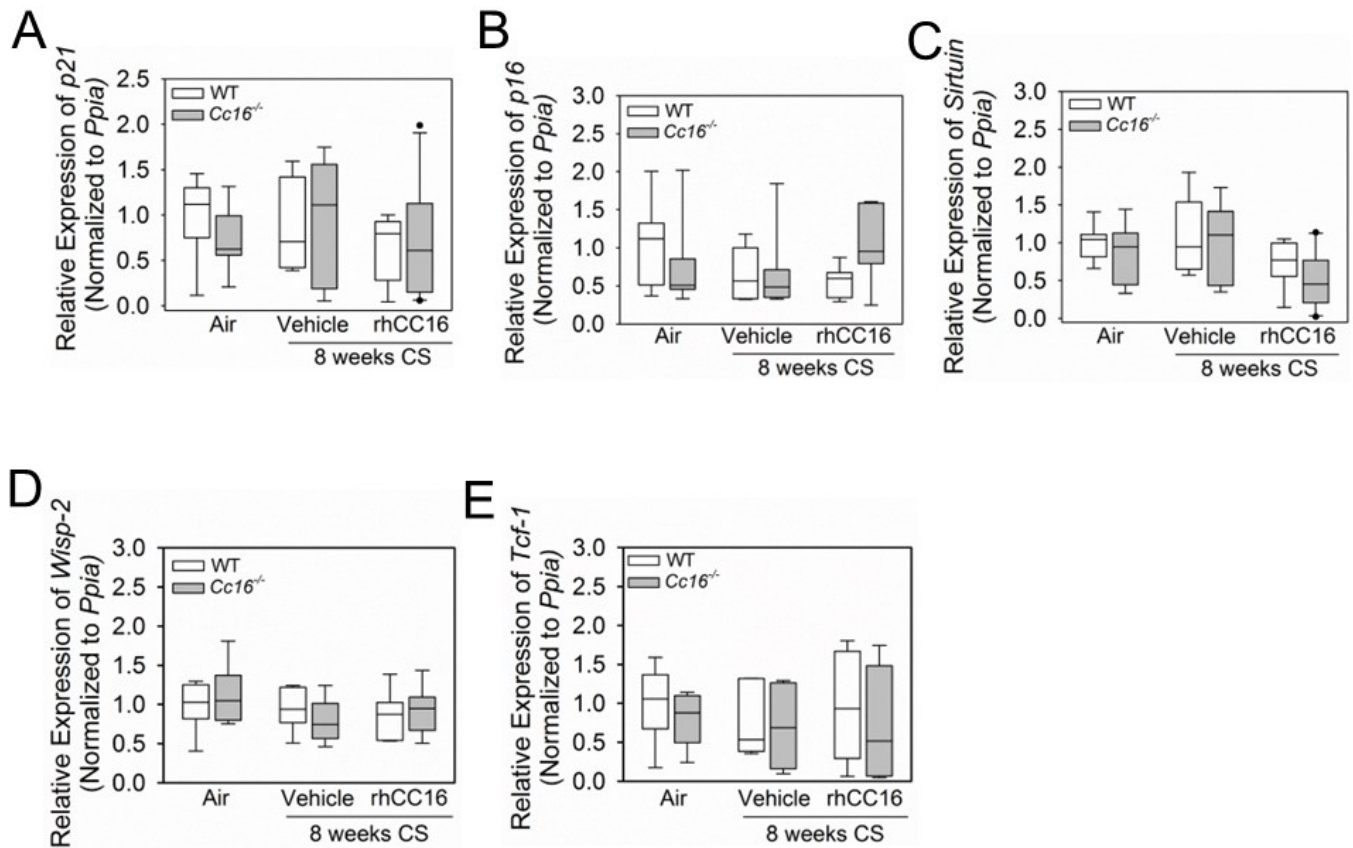 A
Relative Expression of p21
(Normalized to Ppia)
2.5
2.0
1.5
1.0
0.5
0.0
WT
Cc16-/-
Air
Vehicle
rhCC16
8 weeks CS
B
Relative Expression of p16
(Normalized to Ppia)
3.0
2.5
2.0
1.5
1.0
0.5
0.0
WT
Cc16-/-
Air
Vehicle
rhCC16
8 weeks CS
C
Relative Expression of Sirtuin
(Normalized to Ppia)
3.0
2.5
2.0
1.5
1.0
0.5
0.0
WT
Cc16-/-
Air
Vehicle
rhCC16
8 weeks CS
D
Relative Expression of Wisp-2
(Normalized to Ppia)
3.0
2.5
2.0
1.5
1.0
0.5
0.0
WT
Cc16-/-
Air
Vehicle
rhCC16
8 weeks CS
E
Relative Expression of Tcf-1
(Normalized to Ppia)
3.0
2.5
2.0
1.5
1.0
0.5
0.0
WT
Cc16-/-
Air
Vehicle
rhCC16
8 weeks CS